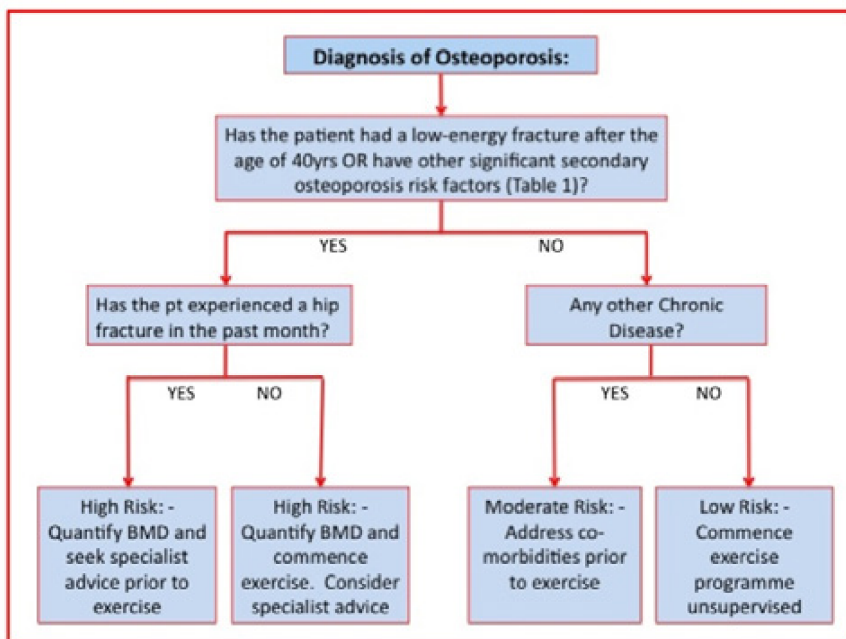 Diagnosis of Osteoporosis:
Has the patient had a low-energy fracture after the
age of 40yrs OR have other significant secondary
osteoporosis risk factors (Table 1)?
YES
NO
Has the pt experienced a hip
fracture in the past month?
Any other Chronic
Disease?
YES
NO
YES
NO
High Risk: -
Quantify BMD and
seek specialist
advice prior to
exercise
High Risk: -
Quantify BMD and
commence
exercise. Consider
specialist advice
Moderate Risk: -
Address co-
morbidities prior
to exercise
Low Risk: -
Commence
exercise
programme
unsupervised